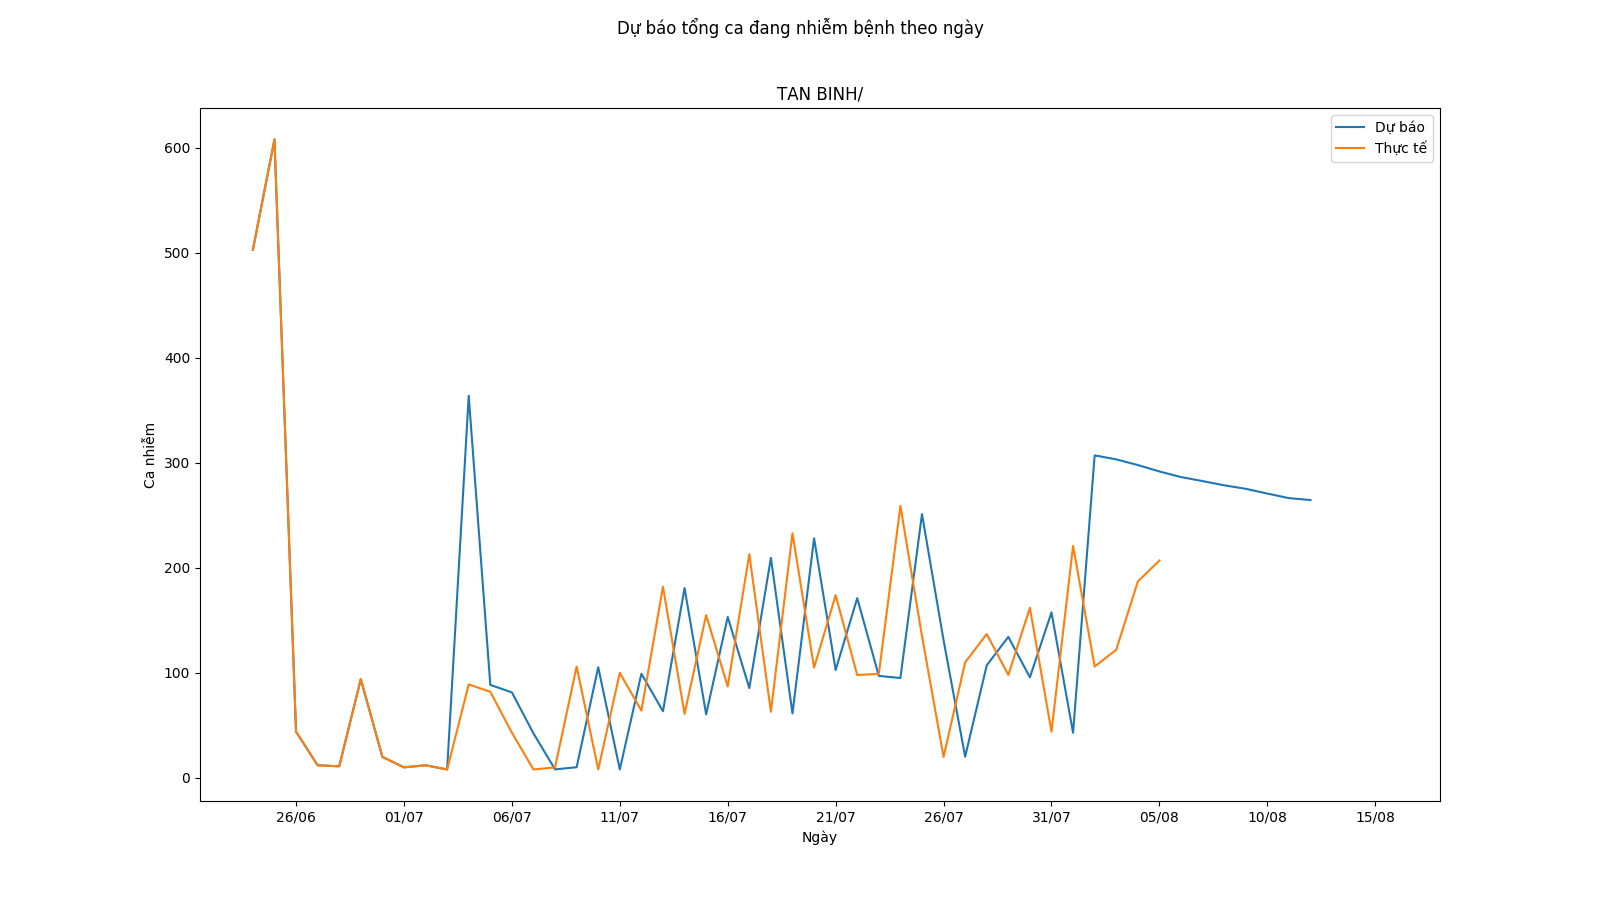 Dự báo tổng ca đang nhiễm bệnh theo ngày
TAN BINH/
Dự báo
Thực tế
600
500
400
300
200
100
0
Ca nhiễm
26/06 01/07 06/07 11/07 16/07 21/07 26/07 31/07 05/08 10/08 15/08
Ngày